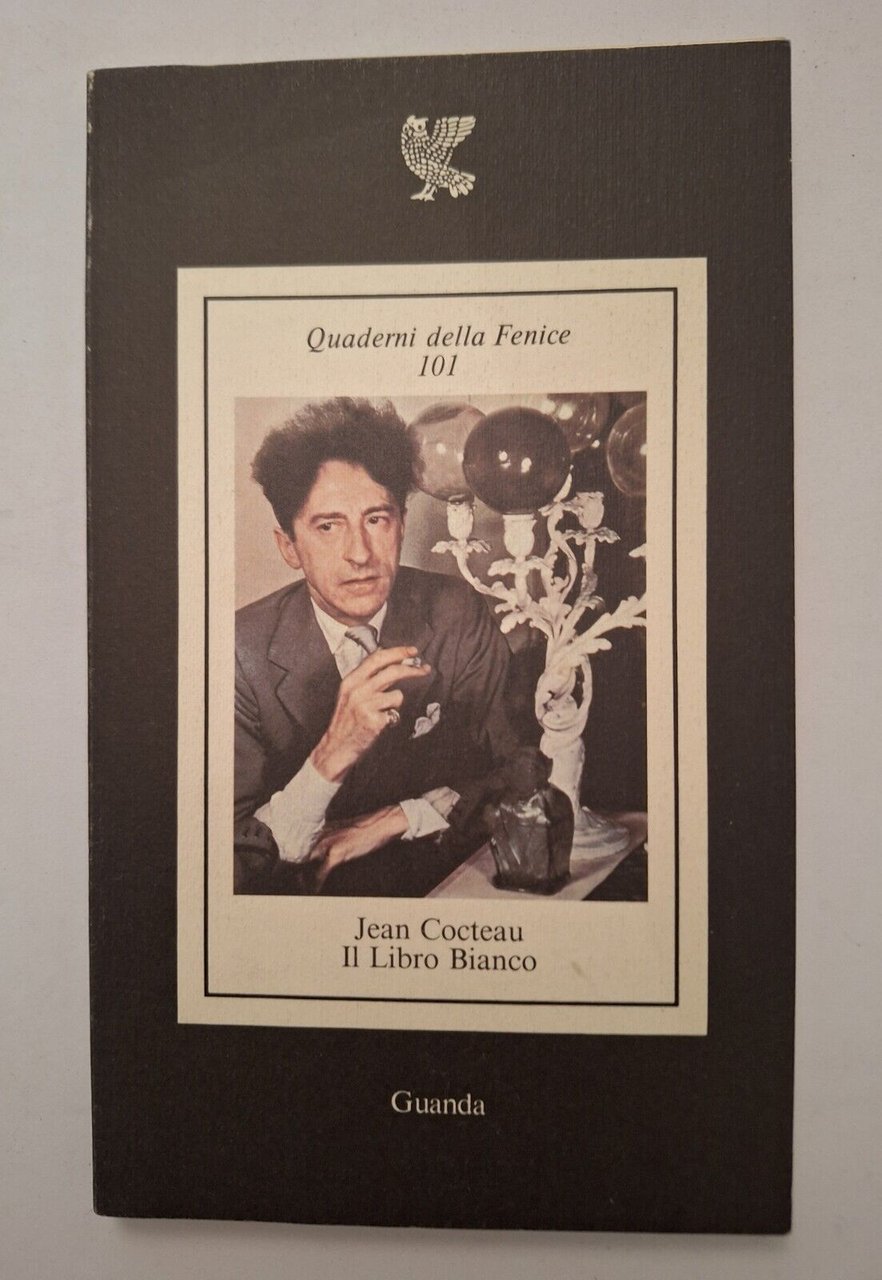 Quaderni della Fenice
101
Jean Cocteau
Il Libro Bianco
Guanda